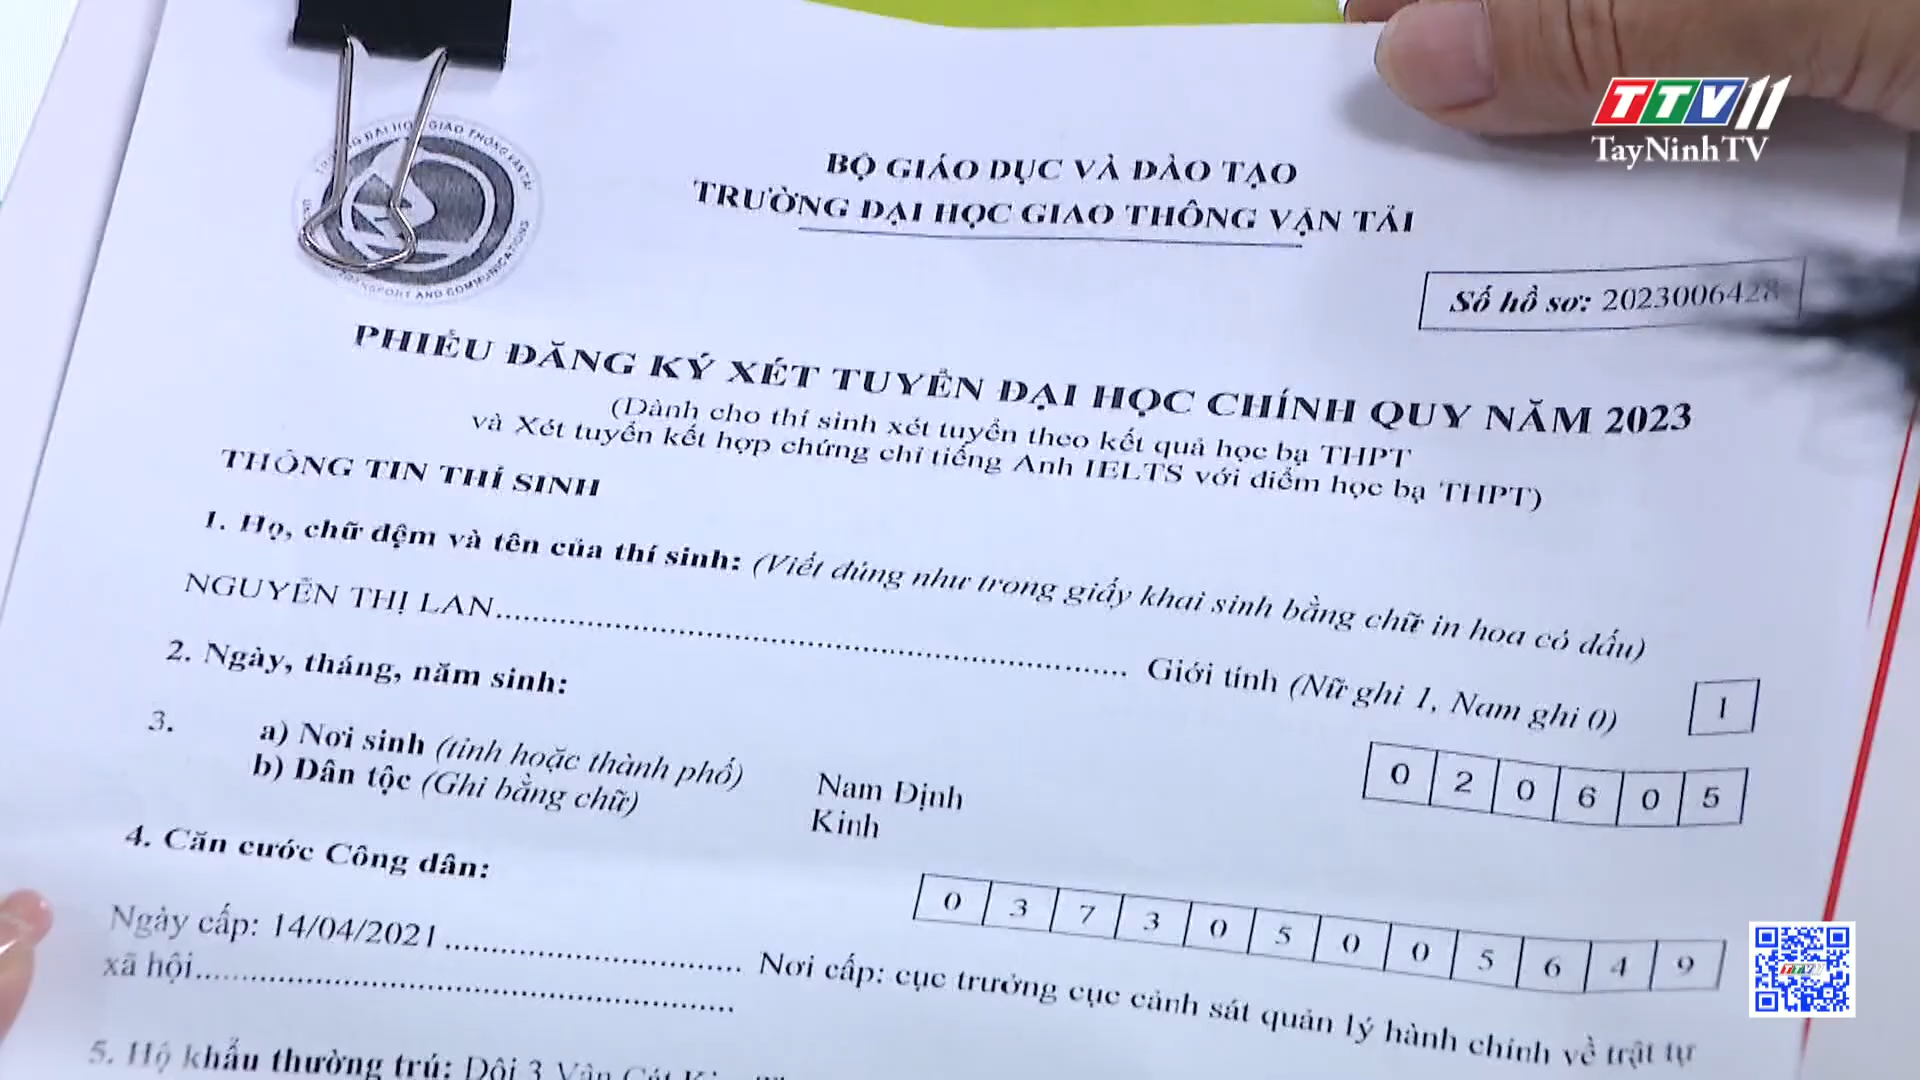 TTV11
TayNinhTV
BỘ GIÁO DỤC VÀ ĐÀO TẠO
TRƯỜNG ĐẠI HỌC GIAO THÔNG VẬN TẢI
Số hồ sơ: 2023006428
PHIẾU ĐĂNG KÝ XÉT TUYỂN ĐẠI HỌC CHÍNH QUY NĂM 2023
(Dành cho thí sinh xét tuyển theo kết quả học bạ THPT
và Xét tuyển kết hợp chứng chỉ tiếng Anh IELTS với điểm học bạ THPT)
THÔNG TIN THÍ SINH
1. Họ, chữ đệm và tên của thí sinh: (Viết đúng như trong giấy khai sinh bằng chữ in hoa có dấu)
NGUYỄN THỊ LAN.......... Giới tính (Nữ ghi 1, Nam ghi 0) 1
2. Ngày, tháng, năm sinh: 0 2 0 6 0 5
3. a) Nơi sinh (tỉnh hoặc thành phố) Nam Định
b) Dân tộc (Ghi bằng chữ) Kinh
4. Căn cước Công dân: 0 3 7 3 0 5 0 0 5 6 4 9
Ngày cấp: 14/04/2021.......... Nơi cấp: cục trưởng cục cảnh sát quản lý hành chính về trật tự
xã hội..........
5. Hộ khẩu thường trú: Đội 3